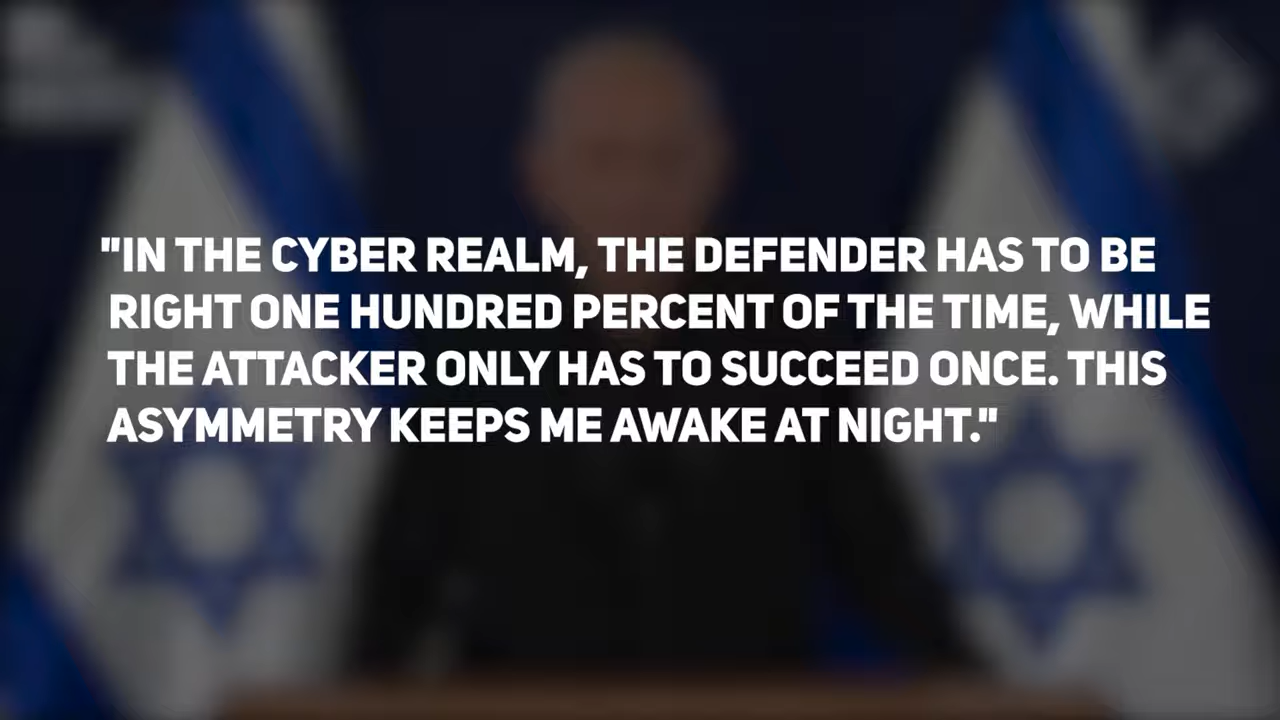 "IN THE CYBER REALM, THE DEFENDER HAS TO BE
RIGHT ONE HUNDRED PERCENT OF THE TIME, WHILE
THE ATTACKER ONLY HAS TO SUCCEED ONCE. THIS
ASYMMETRY KEEPS ME AWAKE AT NIGHT."